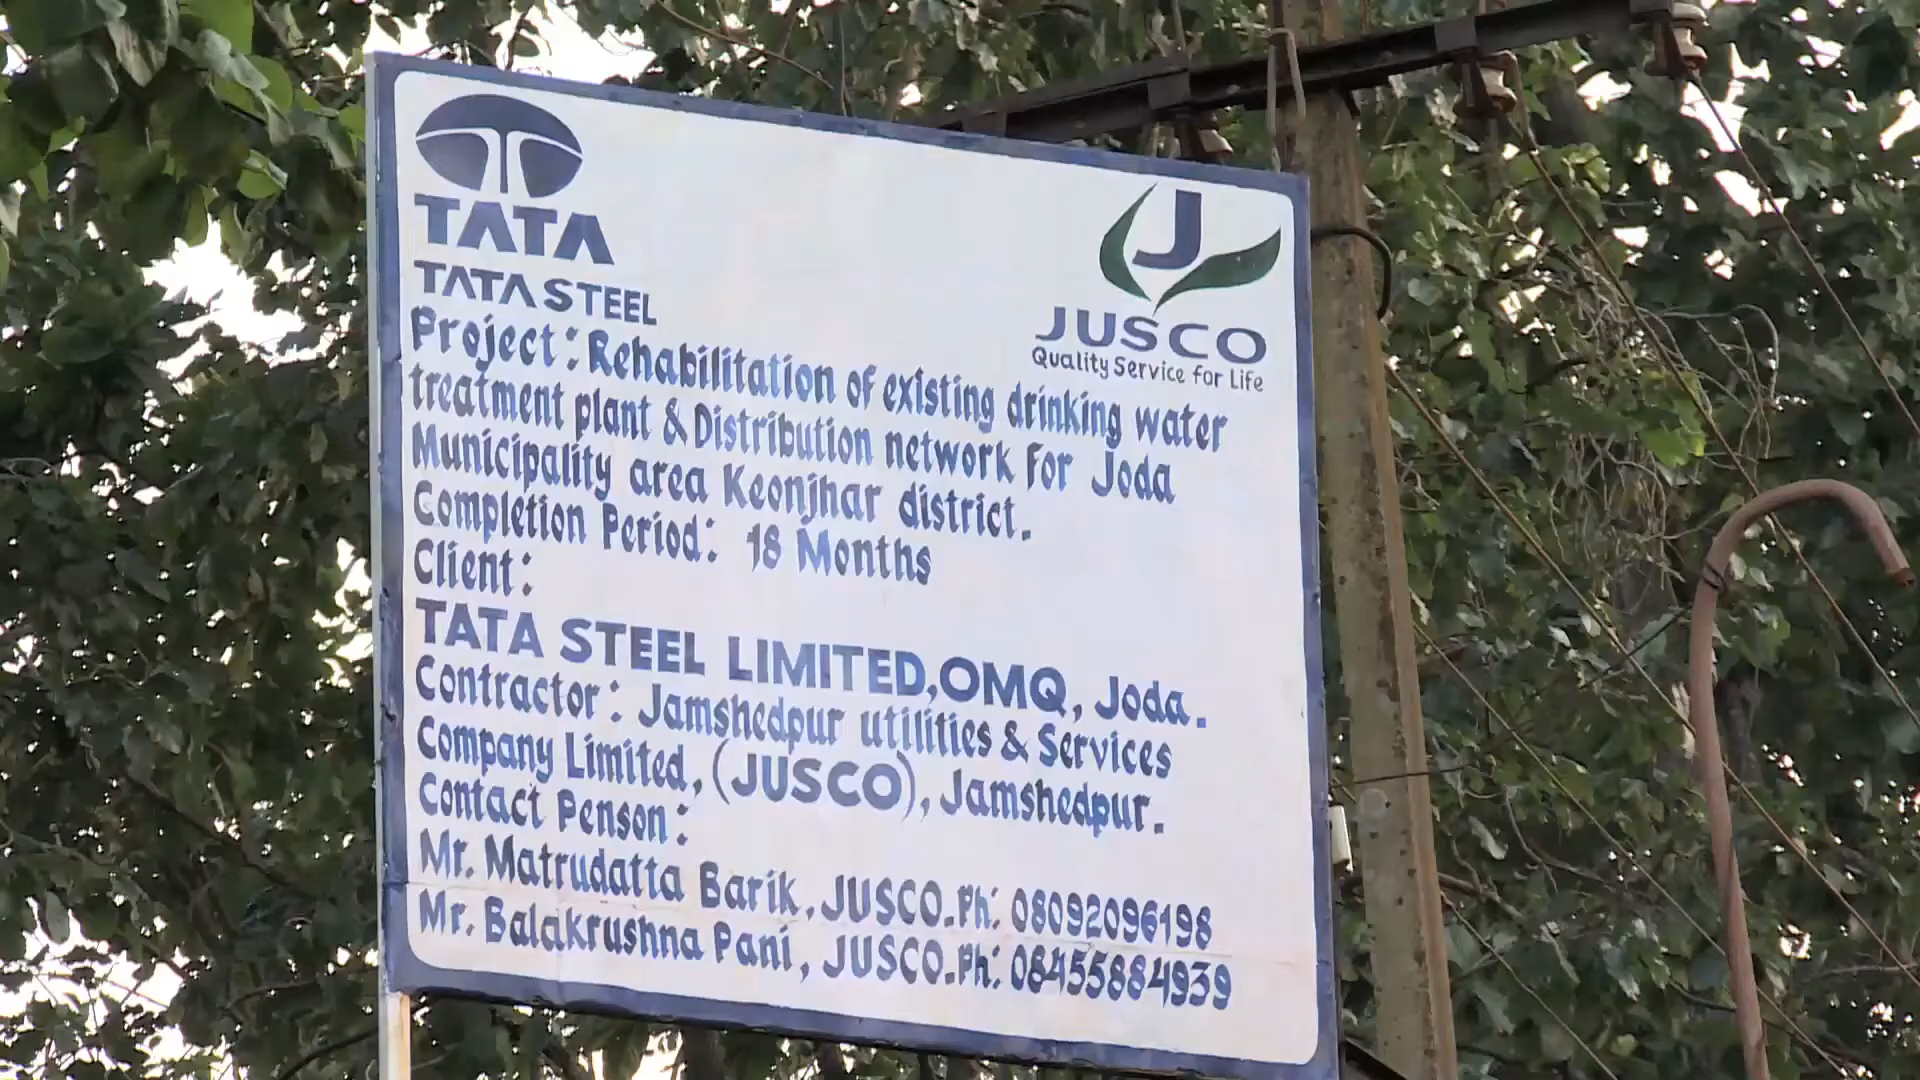 TATA
TATA STEEL
JUSCO
Quality Service for Life
Project: Rehabilitation of existing drinking water
treatment plant & Distribution network For Joda
Municipality area Keonjhar district.
Completion Period: 18 Months
Client:
TATA STEEL LIMITED, OMQ, Joda.
Contractor: Jamshedpur utilities & Services
Company Limited, (JUSCO), Jamshedpur.
Contact Penson:
Mr. Matrudatta Barik, JUSCO. Ph: 08092096198
Mr. Balakrushna Pani, JUSCO. Ph: 08455884939